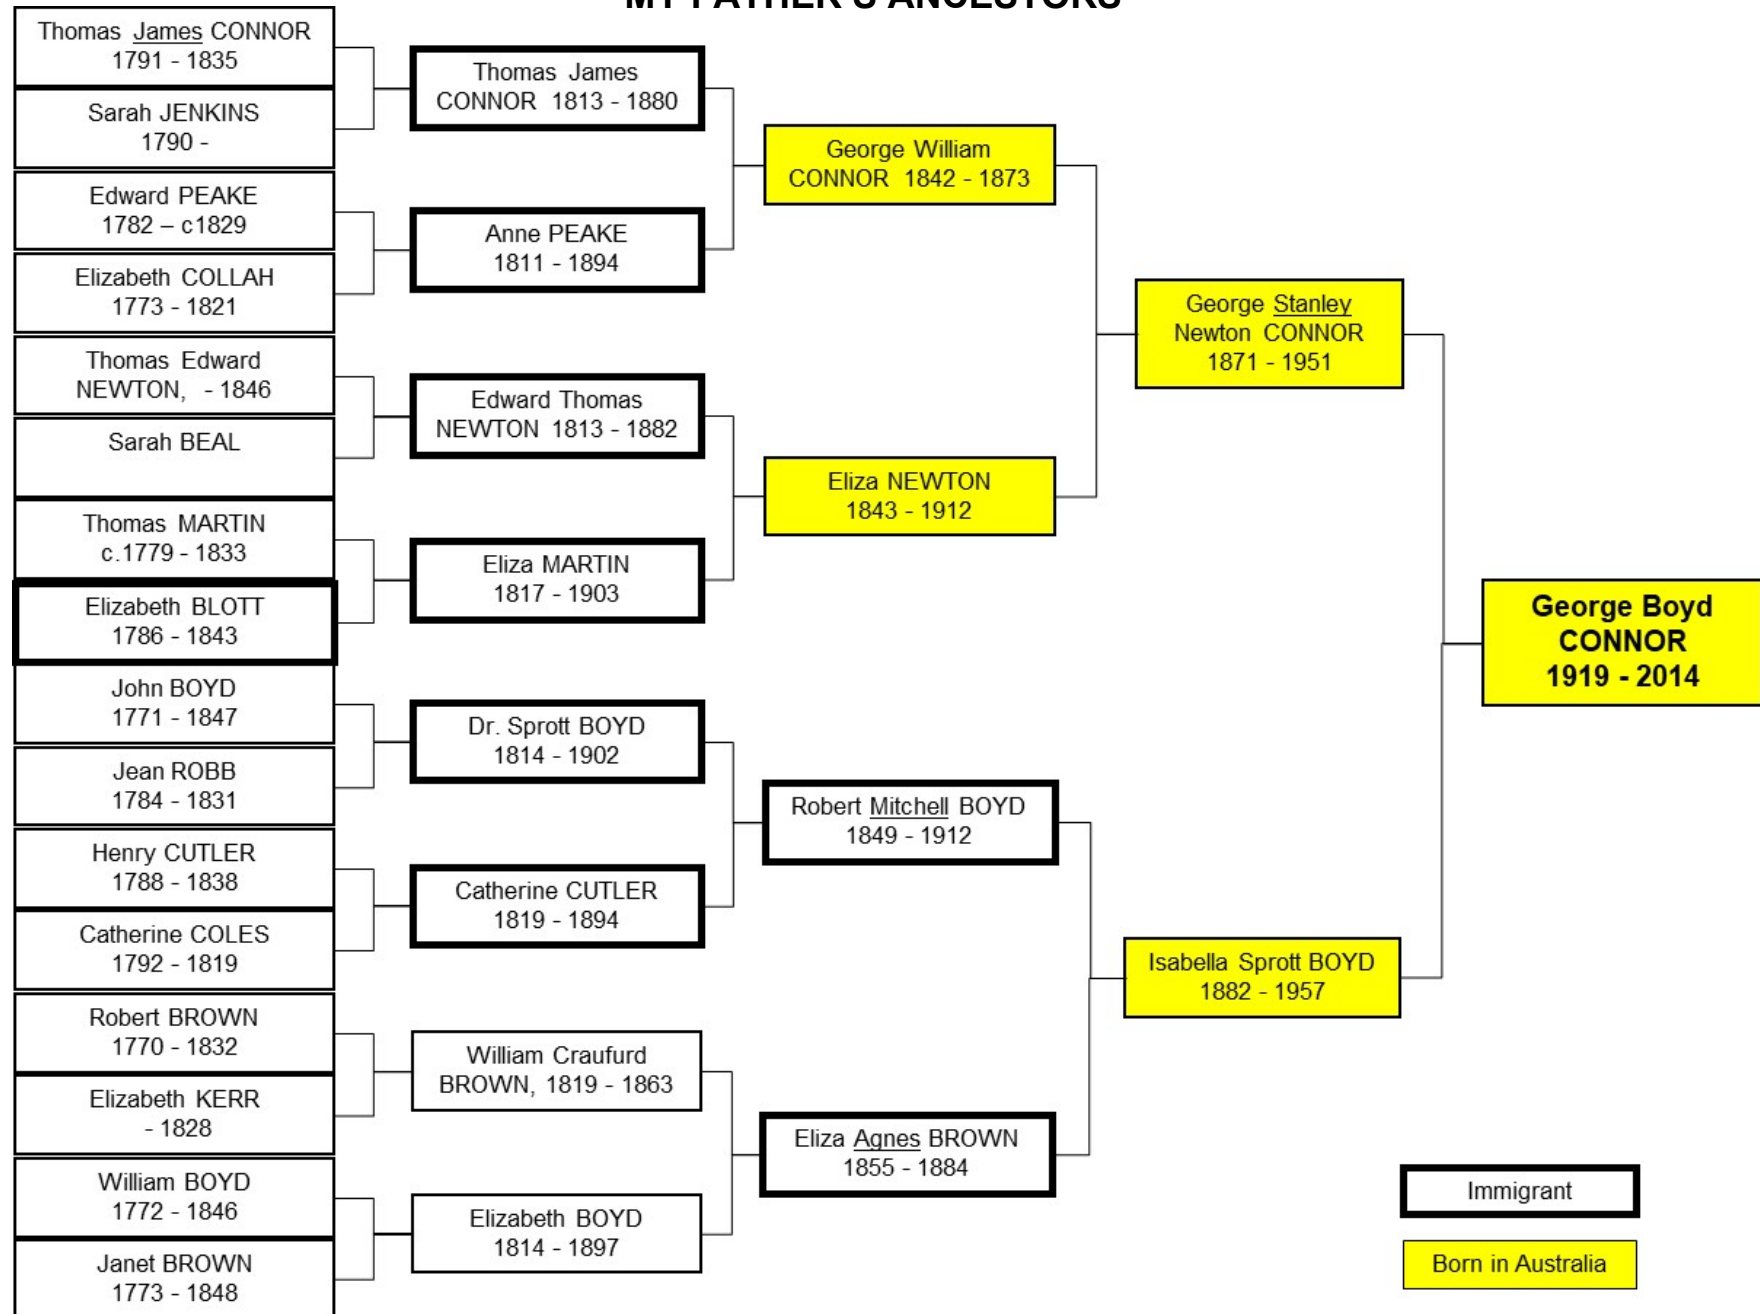 MY FATHER'S ANCESTORS
Thomas James CONNOR
1791 - 1835
Sarah JENKINS
1790 -
Edward PEAKE
1782 – c1829
Elizabeth COLLAH
1773 - 1821
Thomas Edward
NEWTON, - 1846
Sarah BEAL
Thomas MARTIN
c.1779 - 1833
Elizabeth BLOTT
1786 - 1843
John BOYD
1771 - 1847
Jean ROBB
1784 - 1831
Henry CUTLER
1788 - 1838
Catherine COLES
1792 - 1819
Robert BROWN
1770 - 1832
Elizabeth KERR
- 1828
William BOYD
1772 - 1846
Janet BROWN
1773 - 1848
Thomas James
CONNOR 1813 - 1880
Anne PEAKE
1811 - 1894
Edward Thomas
NEWTON 1813 - 1882
Eliza MARTIN
1817 - 1903
Dr. Sprott BOYD
1814 - 1902
Catherine CUTLER
1819 - 1894
William Craufurd
BROWN, 1819 - 1863
Elizabeth BOYD
1814 - 1897
George William
CONNOR 1842 - 1873
Eliza NEWTON
1843 - 1912
Robert Mitchell BOYD
1849 - 1912
Eliza Agnes BROWN
1855 - 1884
George Stanley
Newton CONNOR
1871 - 1951
Isabella Sprott BOYD
1882 - 1957
George Boyd
CONNOR
1919 - 2014
Immigrant
Born in Australia